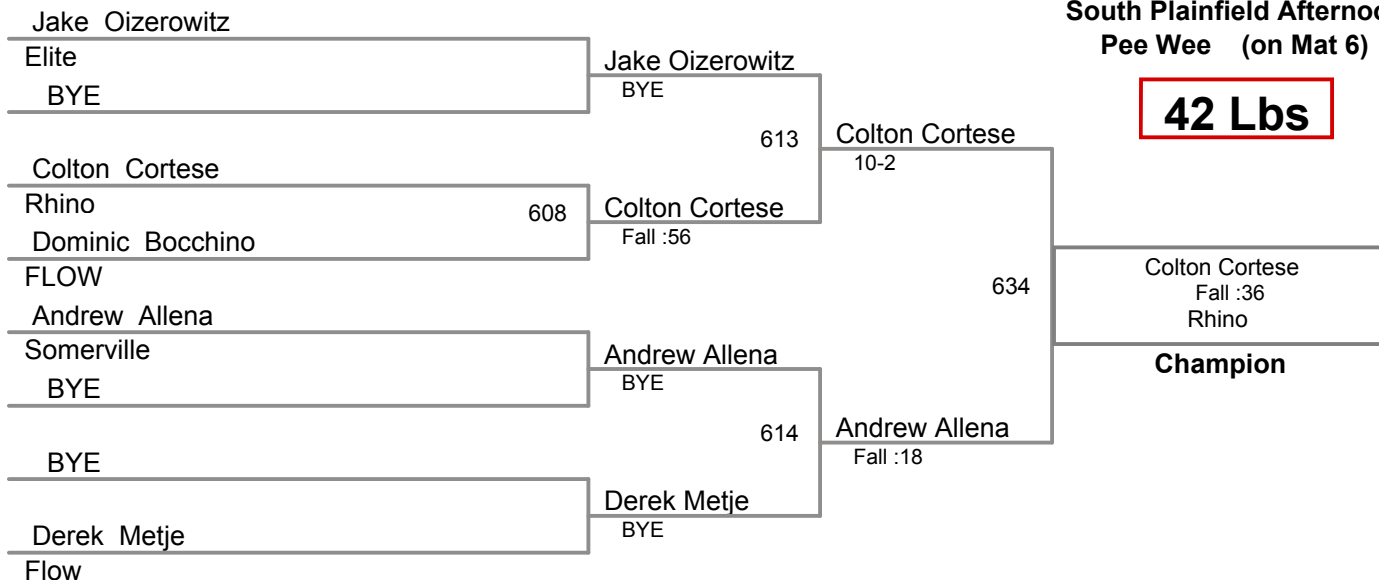 South Plainfield Afternoo
Pee Wee (on Mat 6)
42 Lbs
Jake Oizerowitz
Elite
BYE
Colton Cortese
Rhino
Dominic Bocchino
FLOW
Andrew Allena
Somerville
BYE
BYE
Derek Metje
Flow
608
Jake Oizerowitz
BYE
Colton Cortese
Fall :56
Andrew Allena
BYE
Derek Metje
BYE
613
614
Colton Cortese
10-2
Andrew Allena
Fall :18
634
Colton Cortese
Fall :36
Rhino
Champion